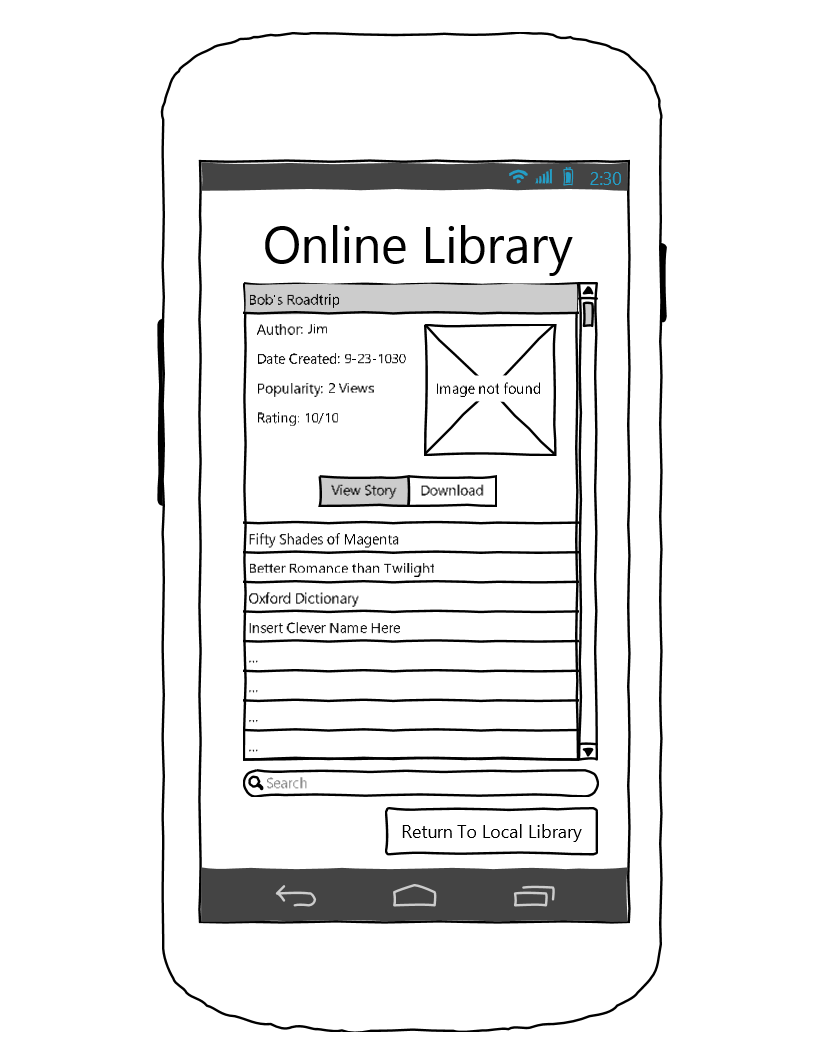 2:30
Online Library
Bob's Roadtrip
Author: Jim
Date Created: 9-23-1030
Popularity: 2 Views
Rating: 10/10
Image not found
View Story
Download
Fifty Shades of Magenta
Better Romance than Twilight
Oxford Dictionary
Insert Clever Name Here
...
...
...
...
Search
Return To Local Library